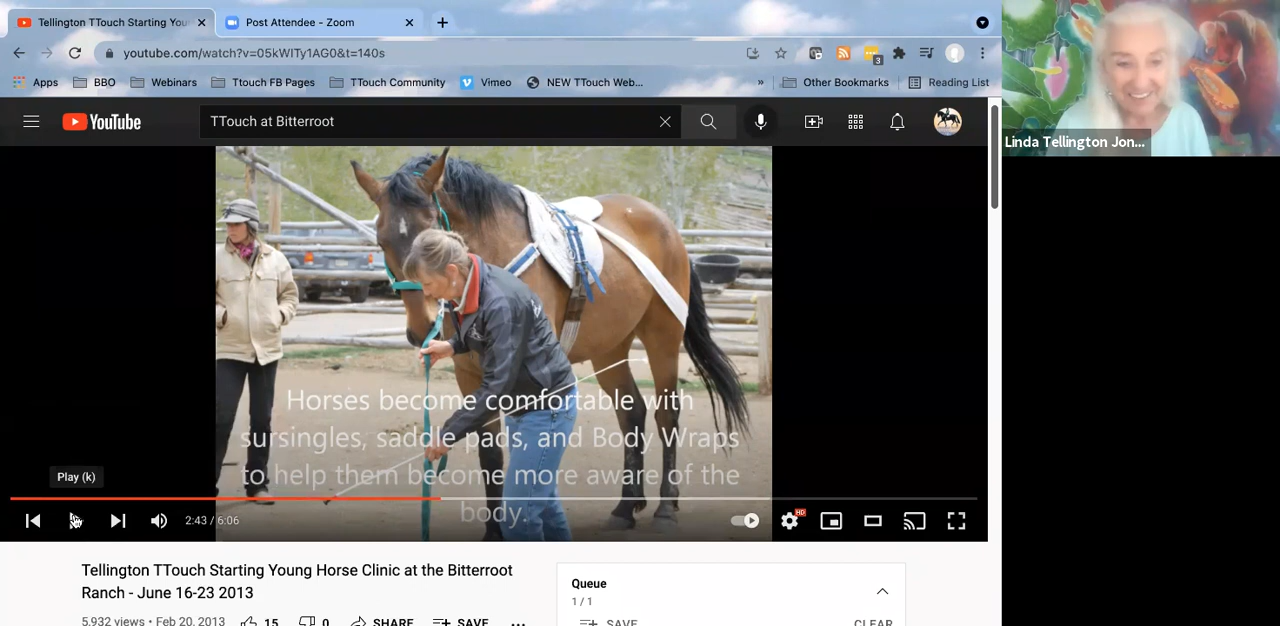 Tellington TTouch Starting You
Post Attendee - Zoom
youtube.com/watch?v=05kWITy1AG0&t=140s
3
Apps
BBO
Webinars
Ttouch FB Pages
TTouch Community
Vimeo
NEW TTouch Web...
»
Other Bookmarks
Reading List
YouTube
TTouch at Bitterroot
Linda Tellington Jon...
Horses become comfortable with
sursingles, saddle pads, and Body Wraps
to help them become more aware of the
body.
Play (k)
2:43 / 6:06
HD
Tellington TTouch Starting Young Horse Clinic at the Bitterroot
Ranch - June 16-23 2013
5,932 views • Feb 20, 2013
15
0
SHARE
SAVE
Queue
1 / 1
SAVE
CLEAR